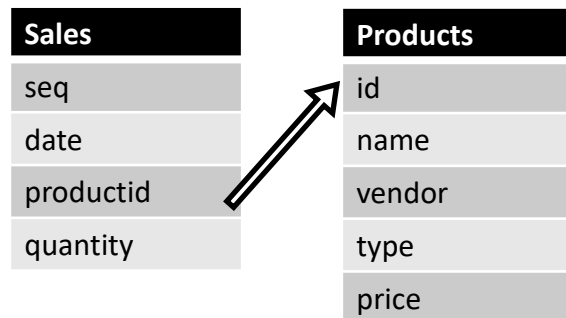 Sales
seq
date
productid
quantity
Products
id
name
vendor
type
price